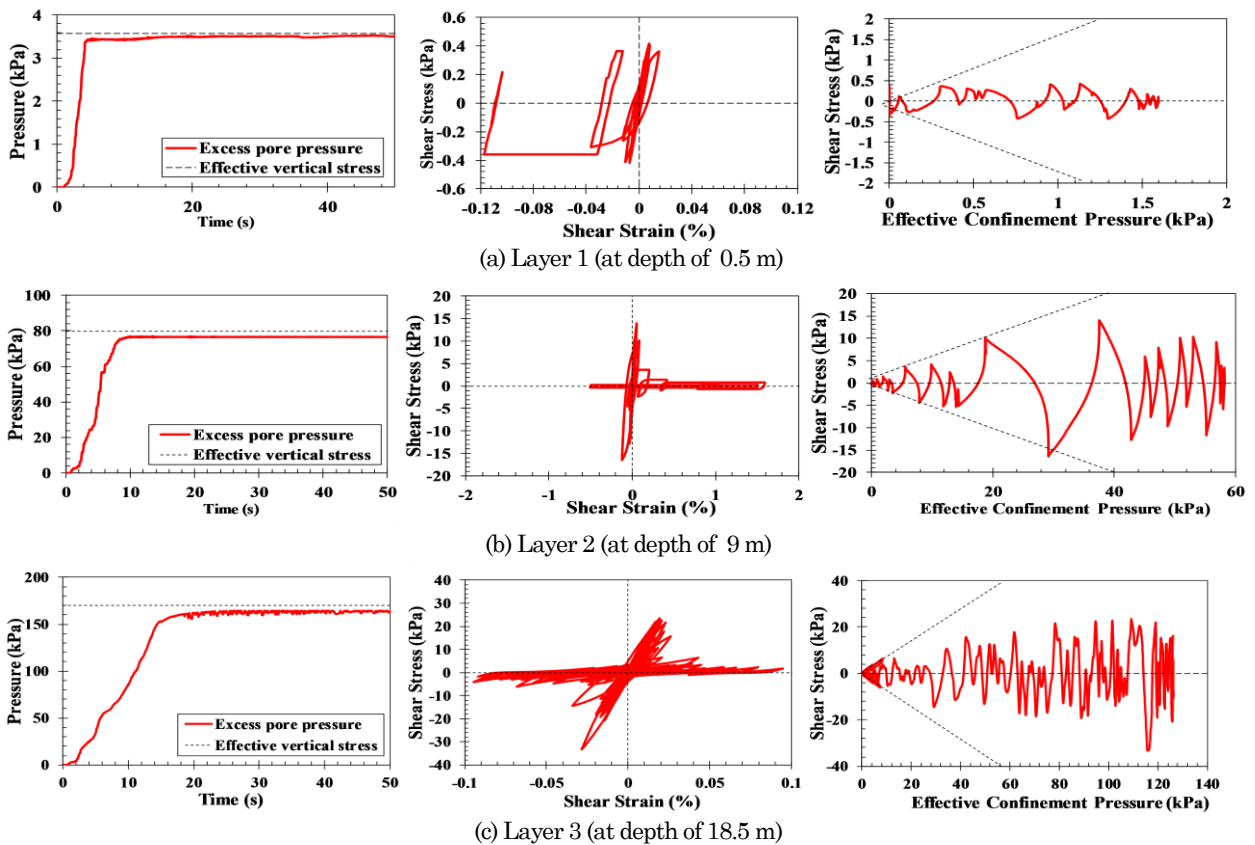 4
3
2
1
0
Pressure (kPa)
Excess pore pressure
Effective vertical stress
0 20 40
Time (s)
0.6
0.4
0.2
0
-0.2
-0.4
-0.6
Shear Stress (kPa)
-0.12 -0.08 -0.04 0 0.04 0.08 0.12
Shear Strain (%)
2
1.5
1
0.5
0
-0.5
-1
-1.5
-2
Shear Stress (kPa)
0 0.5 1 1.5 2
Effective Confinement Pressure (kPa)
(a) Layer 1 (at depth of 0.5 m)
100
80
60
40
20
0
Pressure (kPa)
Excess pore pressure
Effective vertical stress
0 10 20 30 40 50
Time (s)
20
15
10
5
0
-5
-10
-15
-20
Shear Stress (kPa)
-2 -1 0 1 2
Shear Strain (%)
20
15
10
5
0
-5
-10
-15
-20
Shear Stress (kPa)
0 20 40 60
Effective Confinement Pressure (kPa)
(b) Layer 2 (at depth of 9 m)
200
150
100
50
0
Pressure (kPa)
Excess pore pressure
Effective vertical stress
0 10 20 30 40 50
Time (s)
40
30
20
10
0
-10
-20
-30
-40
Shear Stress (kPa)
-0.1 -0.05 0 0.05 0.1
Shear Strain (%)
40
30
20
10
0
-10
-20
-30
-40
Shear Stress (kPa)
0 20 40 60 80 100 120 140
Effective Confinement Pressure (kPa)
(c) Layer 3 (at depth of 18.5 m)